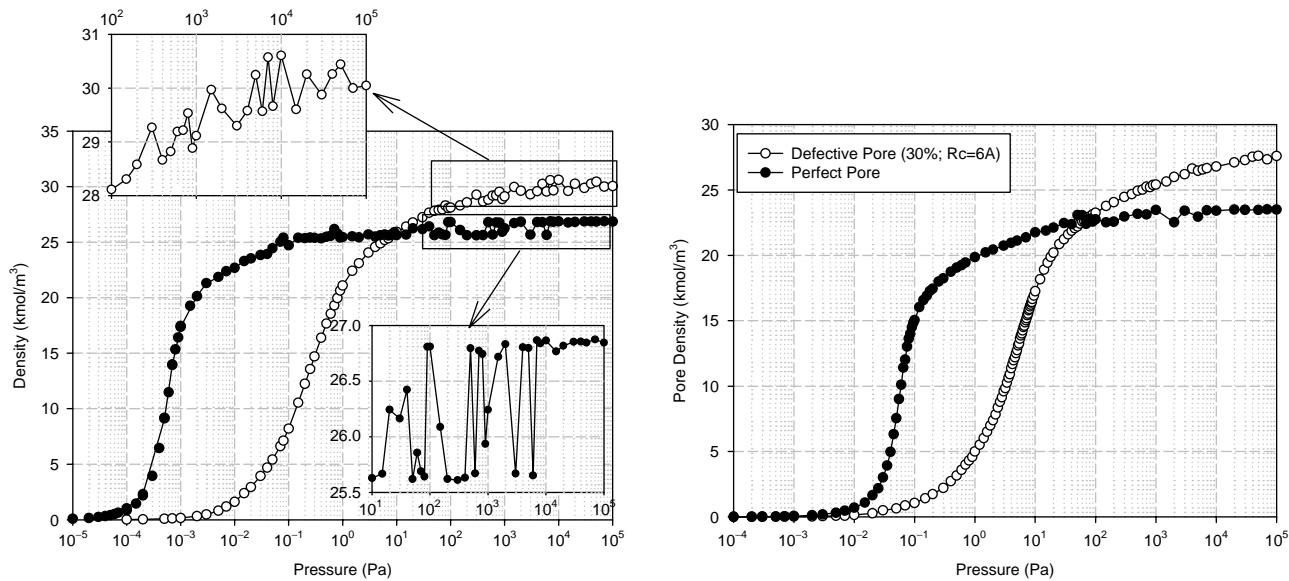 10² 10³ 10⁴ 10⁵
31
30
29
28
35
30
25
20
15
10
5
0
Density (kmol/m³)
10⁻⁵ 10⁻⁴ 10⁻³ 10⁻² 10⁻¹ 10⁰ 10¹ 10² 10³ 10⁴ 10⁵
Pressure (Pa)
27.0
26.5
26.0
25.5
10¹ 10² 10³ 10⁴ 10⁵
30
25
20
15
10
5
0
Pore Density (kmol/m³)
Defective Pore (30%; Rc=6A)
Perfect Pore
10⁻⁴ 10⁻³ 10⁻² 10⁻¹ 10⁰ 10¹ 10² 10³ 10⁴ 10⁵
Pressure (Pa)